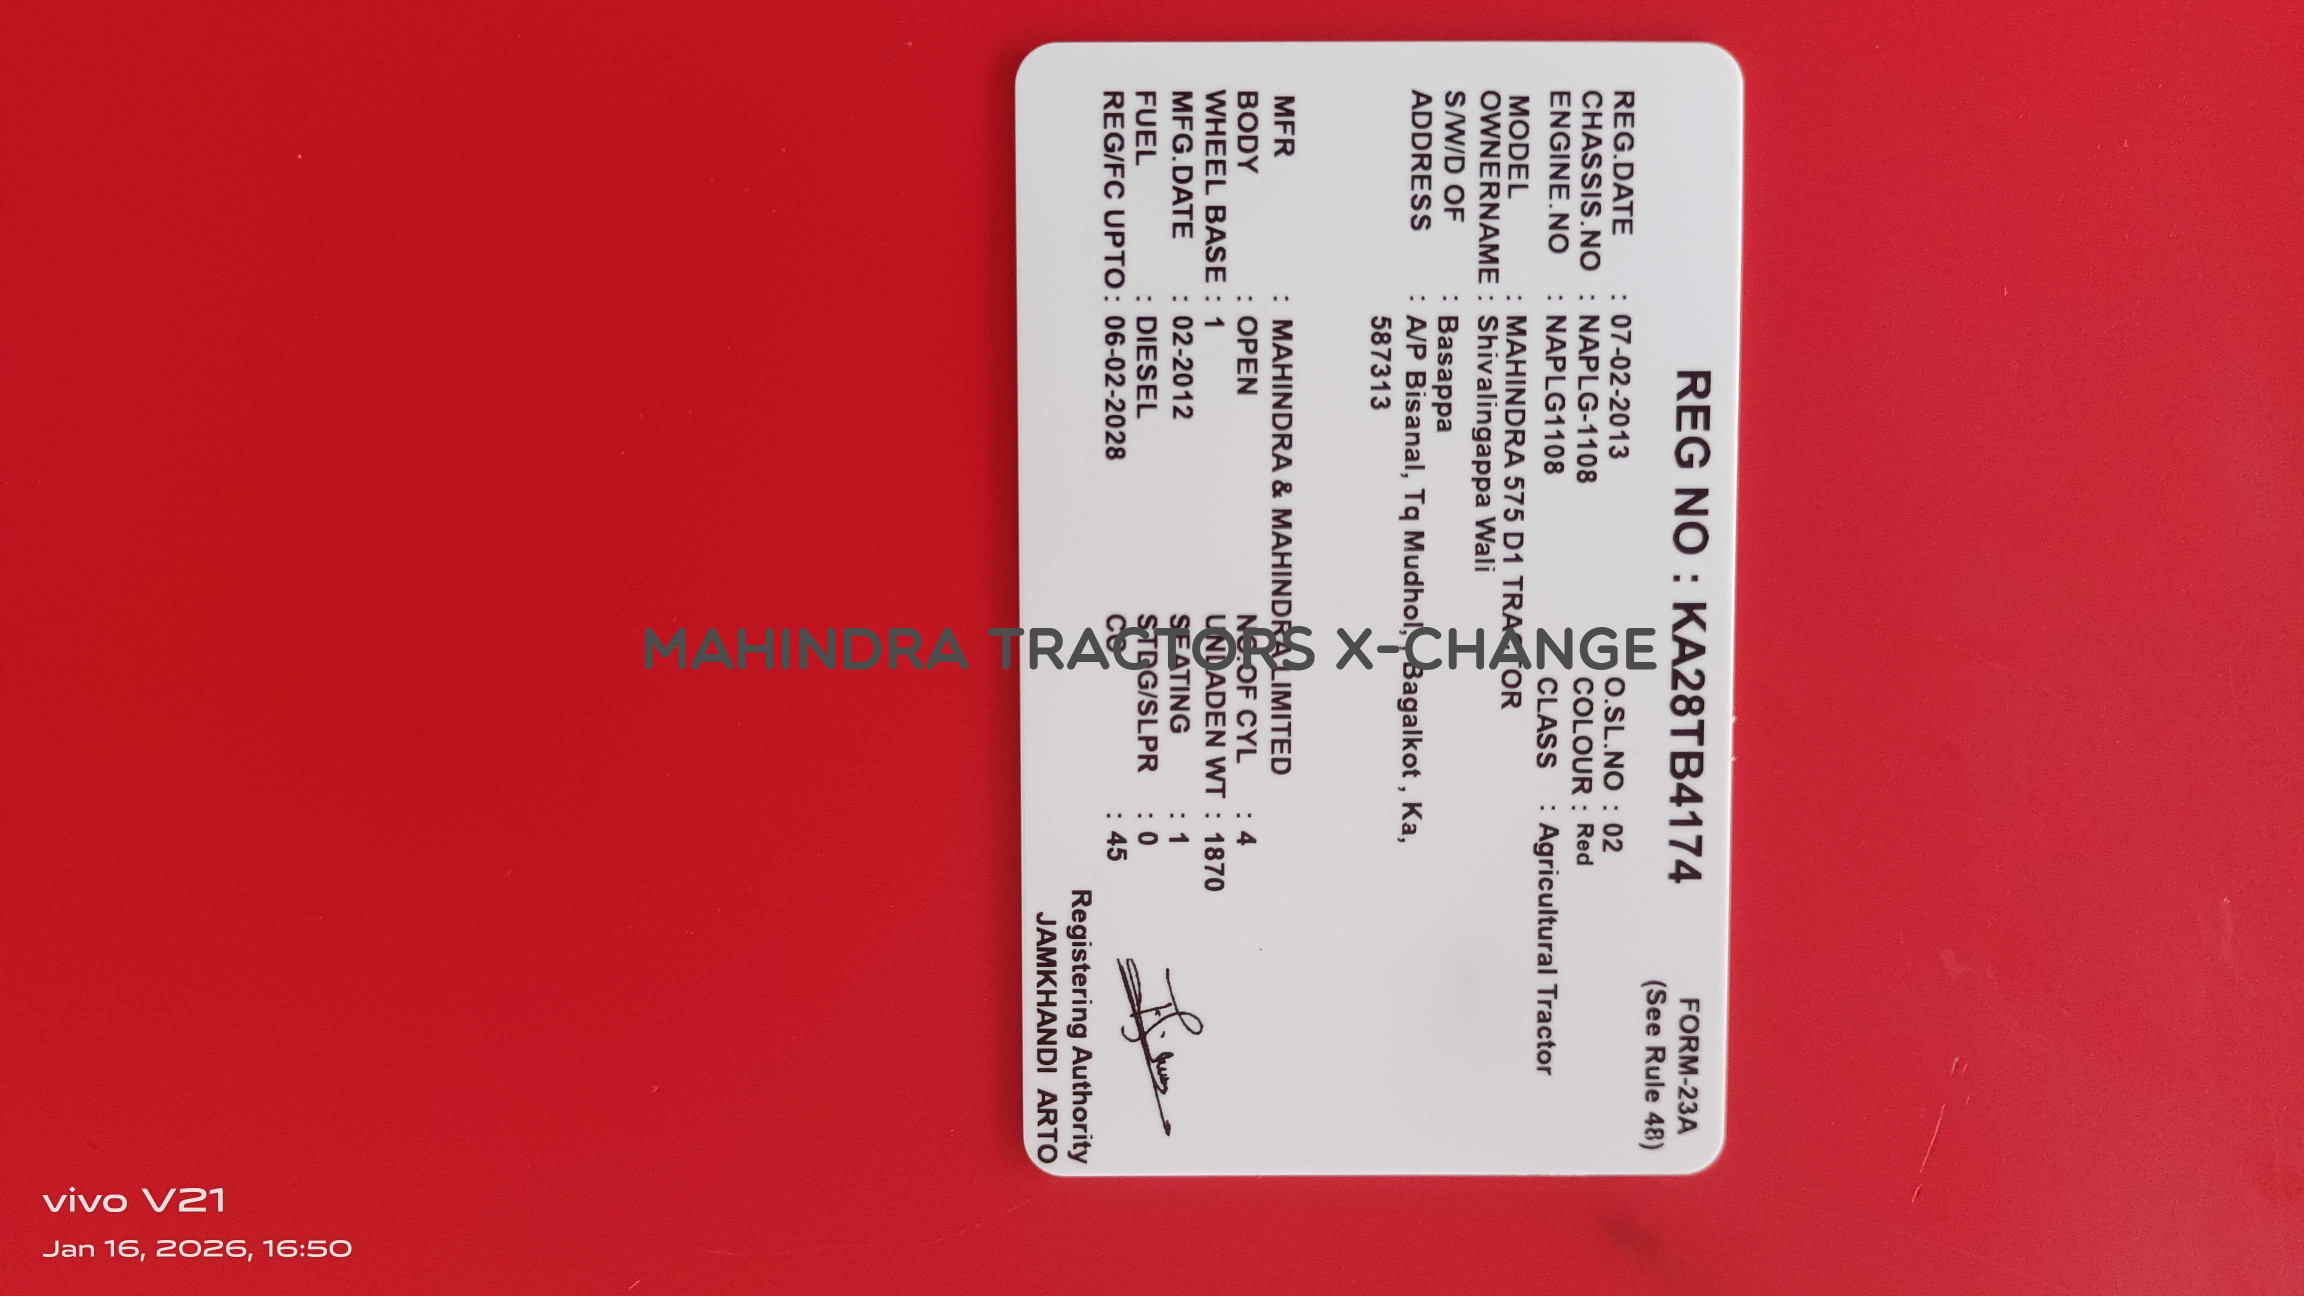 REG NO : KA28TB4174
FORM-23A
(See Rule 48)
REG.DATE : 07-02-2013 O.SL.NO : 02
CHASSIS.NO : NAPLG-1108 COLOUR : Red
ENGINE.NO : NAPLG1108 CLASS : Agricultural Tractor
MODEL : MAHINDRA 575 D1 TRACTOR
OWNERNAME : Shivalingappa Wali
S/W/D OF : Basappa
ADDRESS : A/P Bisanal, Tq Mudhol, Bagalkot , Ka,
587313
MFR : MAHINDRA & MAHINDRA LIMITED
BODY : OPEN NO.OF CYL : 4
WHEEL BASE : 1 UNLADEN WT : 1870
MFG.DATE : 02-2012 SEATING : 1
FUEL : DIESEL STDG/SLPR : 0
REG/FC UPTO : 06-02-2028 CC : 45
Registering Authority
JAMKHANDI ARTO
MAHINDRA TRACTORS X-CHANGE
vivo V21
Jan 16, 2026, 16:50